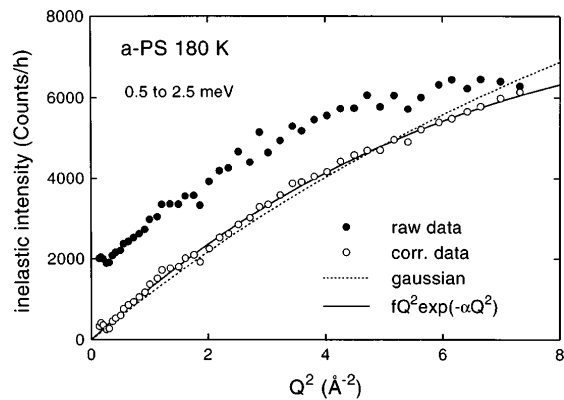 a-PS 180 K
0.5 to 2.5 meV
inelastic intensity (Counts/h)
8000
6000
4000
2000
0
raw data
corr. data
gaussian
fQ²exp(-αQ²)
0 2 4 6 8
Q² (Å⁻²)